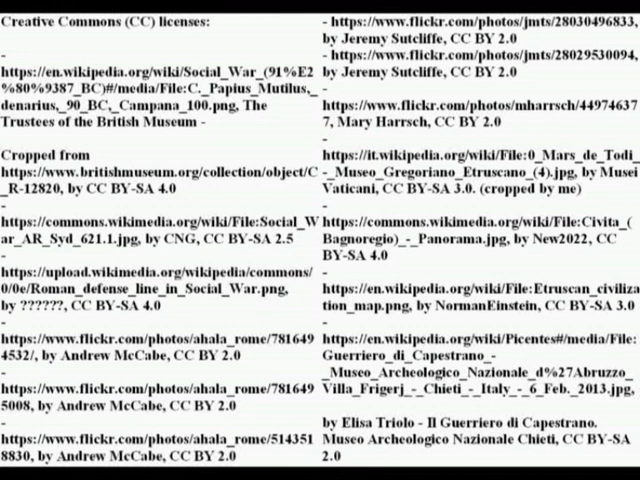 Creative Commons (CC) licenses:
-
https://en.wikipedia.org/wiki/Social_War_(91%E2
%80%9387_BC)#/media/File:C._Papius_Mutilus,_
denarius,_90_BC,_Campana_100.png, The
Trustees of the British Museum -
Cropped from
https://www.britishmuseum.org/collection/object/C
_R-12820, by CC BY-SA 4.0
-
https://commons.wikimedia.org/wiki/File:Social_W
ar_AR_Syd_621.1.jpg, by CNG, CC BY-SA 2.5
-
https://upload.wikimedia.org/wikipedia/commons/
0/0e/Roman_defense_line_in_Social_War.png,
by ??????, CC BY-SA 4.0
-
https://www.flickr.com/photos/ahala_rome/781649
4532/, by Andrew McCabe, CC BY 2.0
-
https://www.flickr.com/photos/ahala_rome/781649
5008, by Andrew McCabe, CC BY 2.0
-
https://www.flickr.com/photos/ahala_rome/514351
8830, by Andrew McCabe, CC BY 2.0
- https://www.flickr.com/photos/jmts/28030496833,
by Jeremy Sutcliffe, CC BY 2.0
- https://www.flickr.com/photos/jmts/28029530094,
by Jeremy Sutcliffe, CC BY 2.0
-
https://www.flickr.com/photos/mharrsch/44974637
7, Mary Harrsch, CC BY 2.0
-
https://it.wikipedia.org/wiki/File:0_Mars_de_Todi_
-_Museo_Gregoriano_Etruscano_(4).jpg, by Musei
Vaticani, CC BY-SA 3.0. (cropped by me)
-
https://commons.wikimedia.org/wiki/File:Civita_(
Bagnoregio)_-_Panorama.jpg, by New2022, CC
BY-SA 4.0
-
https://en.wikipedia.org/wiki/File:Etruscan_civiliza
tion_map.png, by NormanEinstein, CC BY-SA 3.0
-
https://en.wikipedia.org/wiki/Picentes#/media/File:
Guerriero_di_Capestrano_-
_Museo_Archeologico_Nazionale_d%27Abruzzo_
Villa_Frigerj_-_Chieti_-_Italy_-_6_Feb._2013.jpg,
by Elisa Triolo - Il Guerriero di Capestrano.
Museo Archeologico Nazionale Chieti, CC BY-SA
2.0